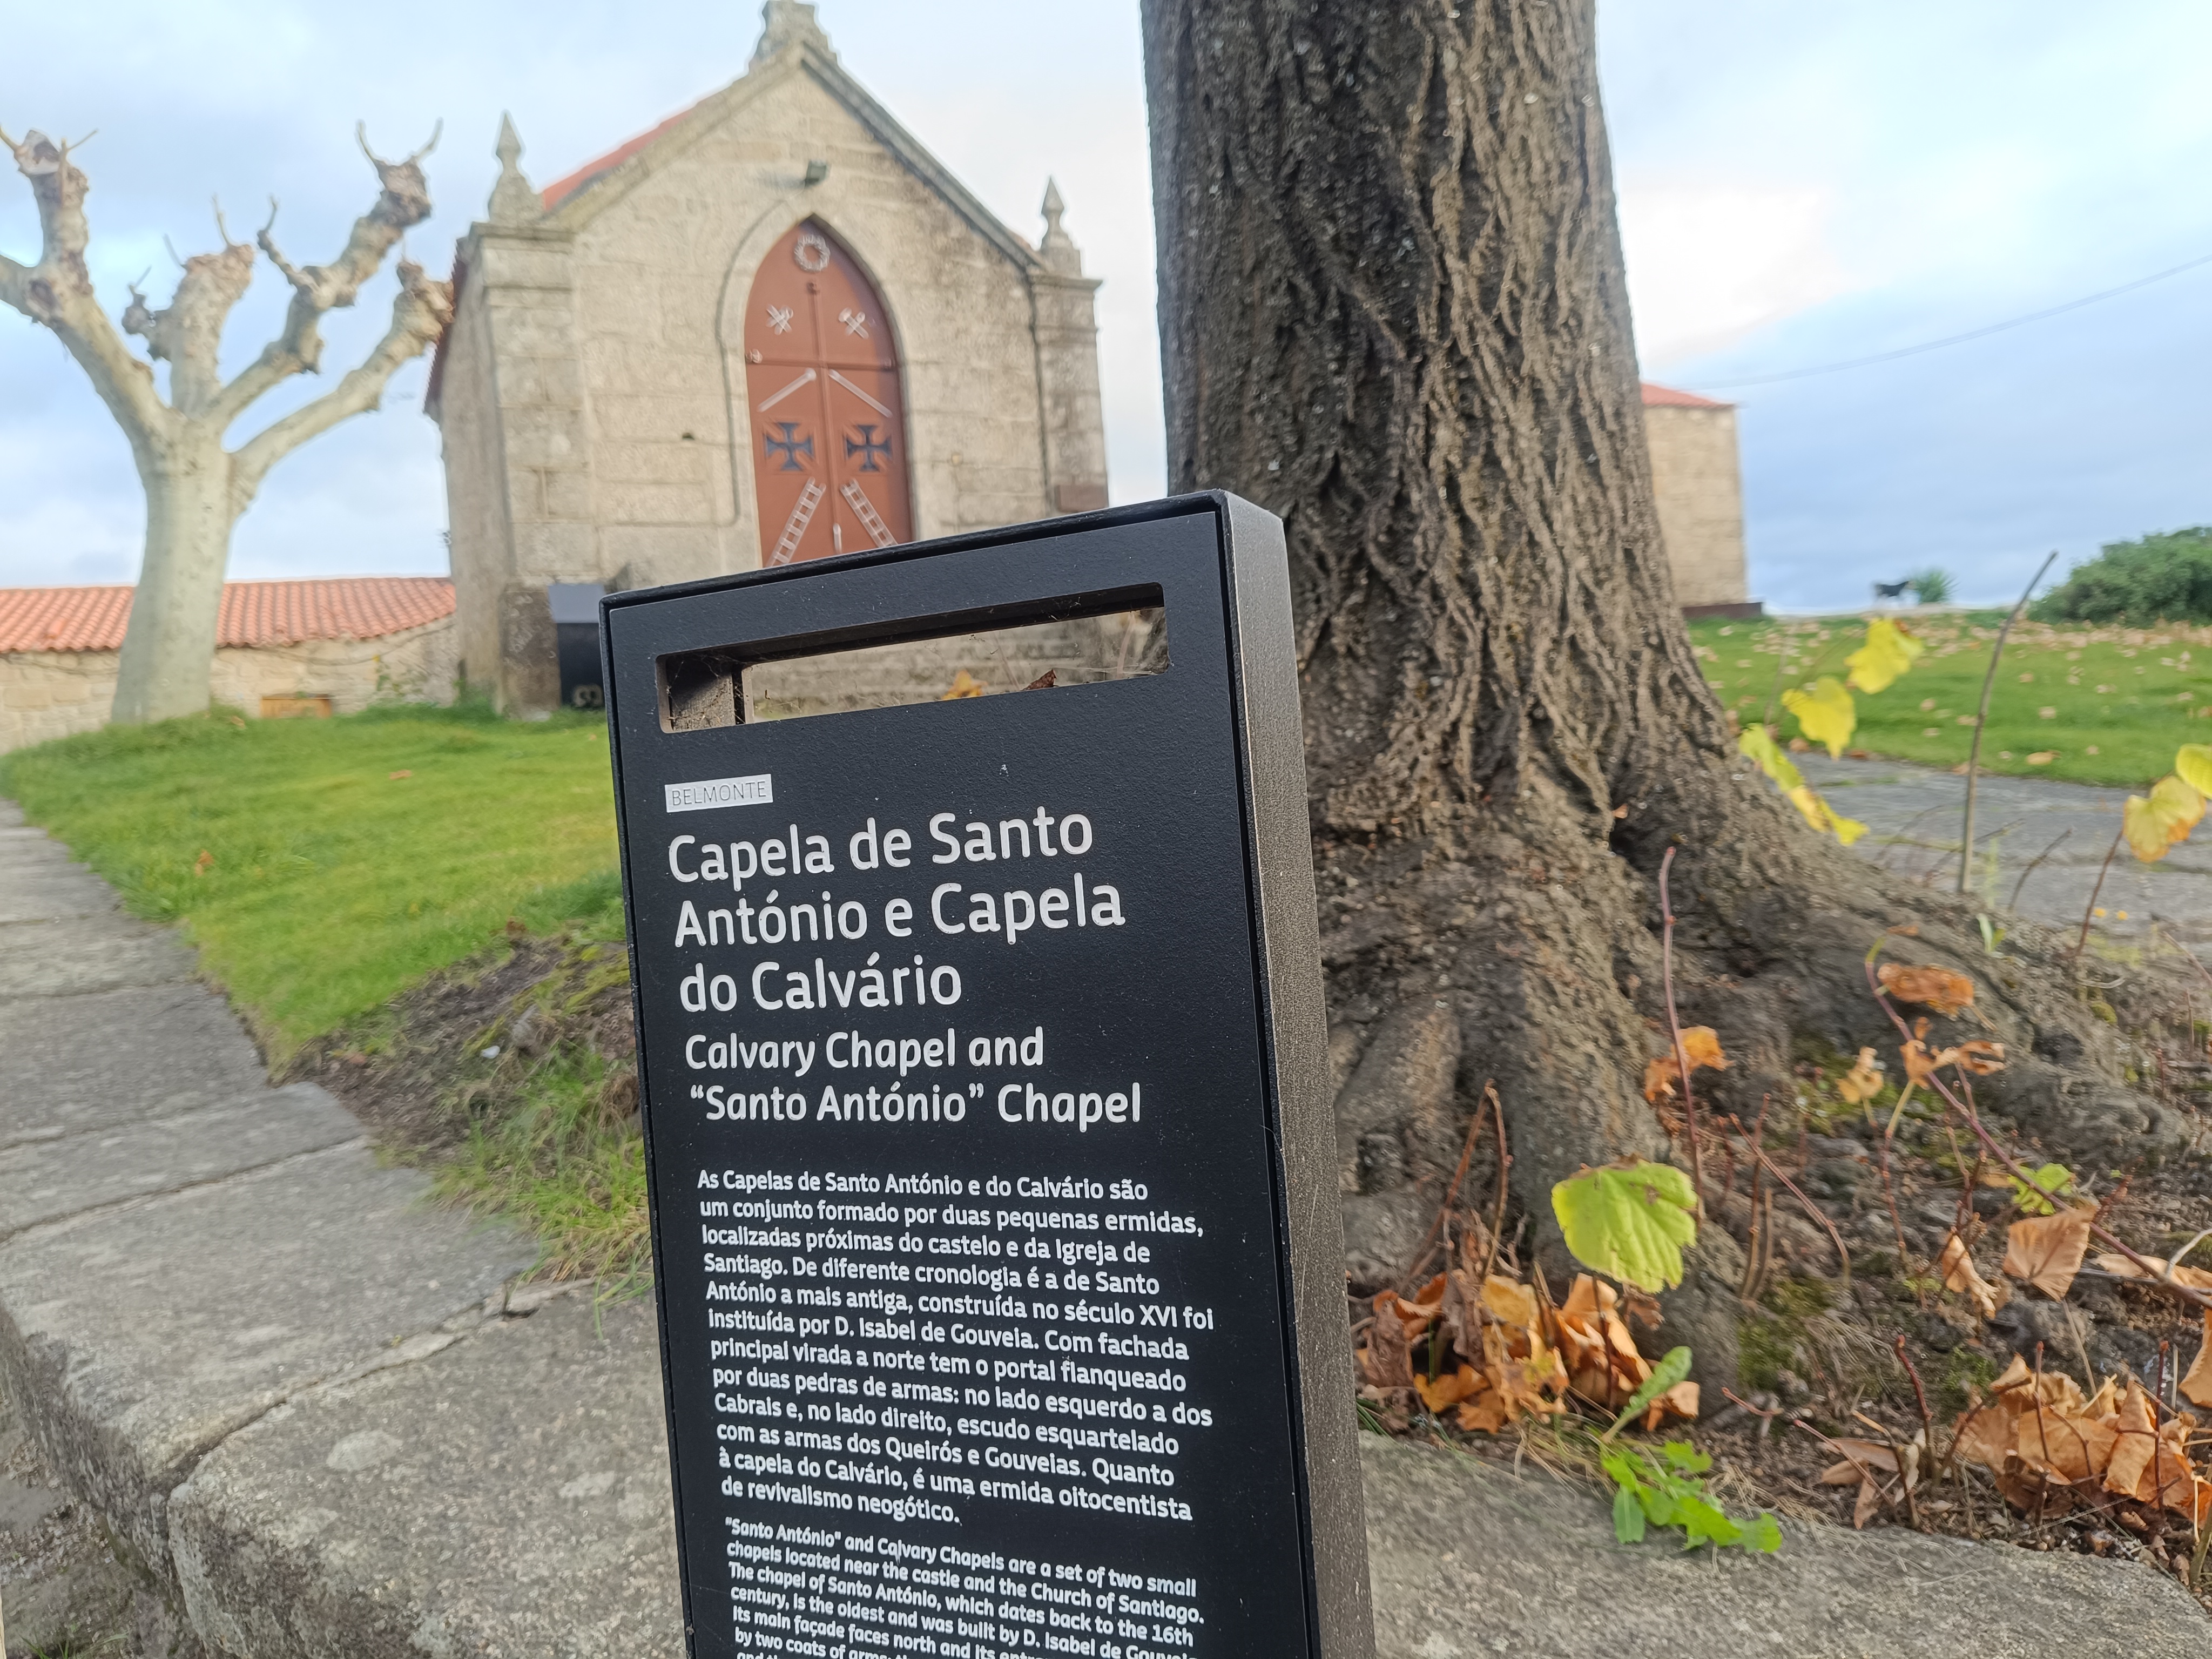 BELMONTE
Capela de Santo
António e Capela
do Calvário
Calvary Chapel and
“Santo António” Chapel
As Capelas de Santo António e do Calvário são
um conjunto formado por duas pequenas ermidas,
localizadas próximas do castelo e da Igreja de
Santiago. De diferente cronologia é a de Santo
António a mais antiga, construída no século XVI foi
instituída por D. Isabel de Gouveia. Com fachada
principal virada a norte tem o portal flanqueado
por duas pedras de armas: no lado esquerdo a dos
Cabrais e, no lado direito, escudo esquartelado
com as armas dos Queirós e Gouveias. Quanto
à capela do Calvário, é uma ermida oitocentista
de revivalismo neogótico.
"Santo António" and Calvary Chapels are a set of two small
chapels located near the castle and the Church of Santiago.
The chapel of Santo António, which dates back to the 16th
century, is the oldest and was built by D. Isabel de Gouveia
Its main façade faces north and its
by two coats of arms: